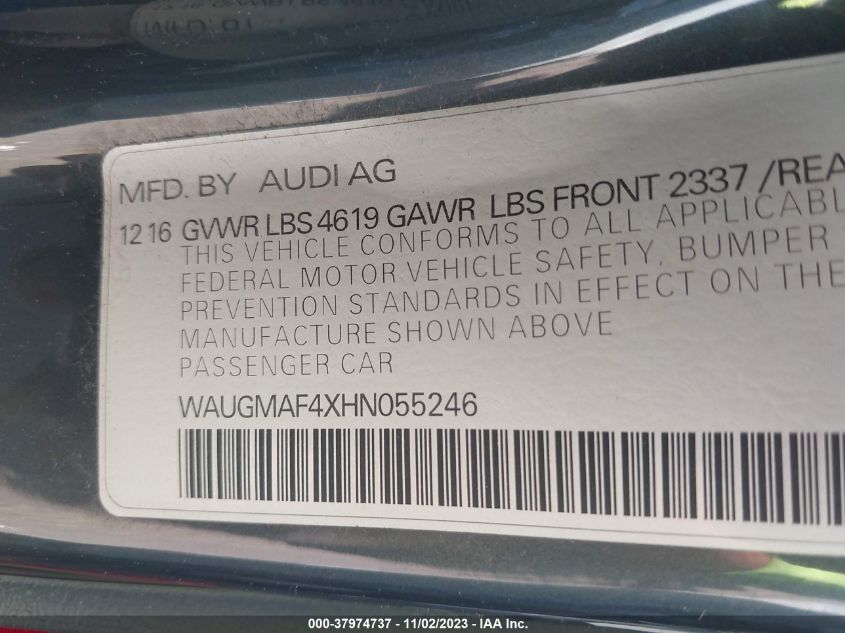 MFD. BY AUDI AG
12 16 GVWR LBS 4619 GAWR LBS FRONT 2337 /REA
THIS VEHICLE CONFORMS TO ALL APPLICABL
FEDERAL MOTOR VEHICLE SAFETY, BUMPER
PREVENTION STANDARDS IN EFFECT ON THE
MANUFACTURE SHOWN ABOVE
PASSENGER CAR
WAUGMAF4XHN055246
000-37974737 - 11/02/2023 - IAA Inc.